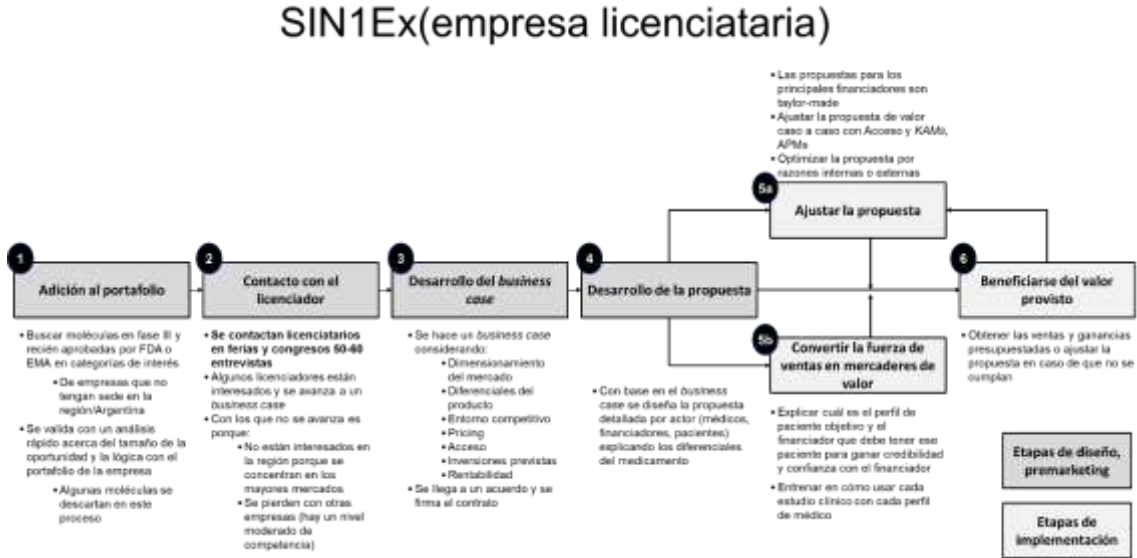 SIN1Ex(empresa licenciataria)
• Las propuestas para los
principales financiadores son
taylor-made
• Ajustar la propuesta de valor
caso a caso con Acceso y KAMs,
APMs
• Optimizar la propuesta por
razones internas o externas
5a
Ajustar la propuesta
1
Adición al portafolio
2
Contacto con el
licenciador
3
Desarrollo del business
case
4
Desarrollo de la propuesta
6
Beneficiarse del valor
provisto
5b
Convertir la fuerza de
ventas en mercaderes de
valor
• Buscar moléculas en fase III y
recién aprobadas por FDA o
EMA en categorías de interés
• De empresas que no
tengan sede en la
región/Argentina
• Se valida con un análisis
rápido acerca del tamaño de la
oportunidad y la lógica con el
portafolio de la empresa
• Algunas moléculas se
descartan en este
proceso
• Se contactan licenciatarios
en ferias y congresos 50-60
entrevistas
• Algunos licenciadores están
interesados y se avanza a un
business case
• Con los que no se avanza es
porque:
• No están interesados en
la región porque se
concentran en los
mayores mercados
• Se pierden con otras
empresas (hay un nivel
moderado de
competencia)
• Se hace un business case
considerando:
• Dimensionamiento
del mercado
• Diferenciales del
producto
• Entorno competitivo
• Pricing
• Acceso
• Inversiones previstas
• Rentabilidad
• Se llega a un acuerdo y se
firma el contrato
• Con base en el business
case se diseña la propuesta
detallada por actor (médicos,
financiadores, pacientes)
explicando los diferenciales
del medicamento
• Explicar cuál es el perfil de
paciente objetivo y el
financiador que debe tener ese
paciente para ganar credibilidad
y confianza con el financiador
• Entrenar en cómo usar cada
estudio clínico con cada perfil
de médico
• Obtener las ventas y ganancias
presupuestadas o ajustar la
propuesta en caso de que no se
cumplan
Etapas de diseño,
premarketing
Etapas de
implementación